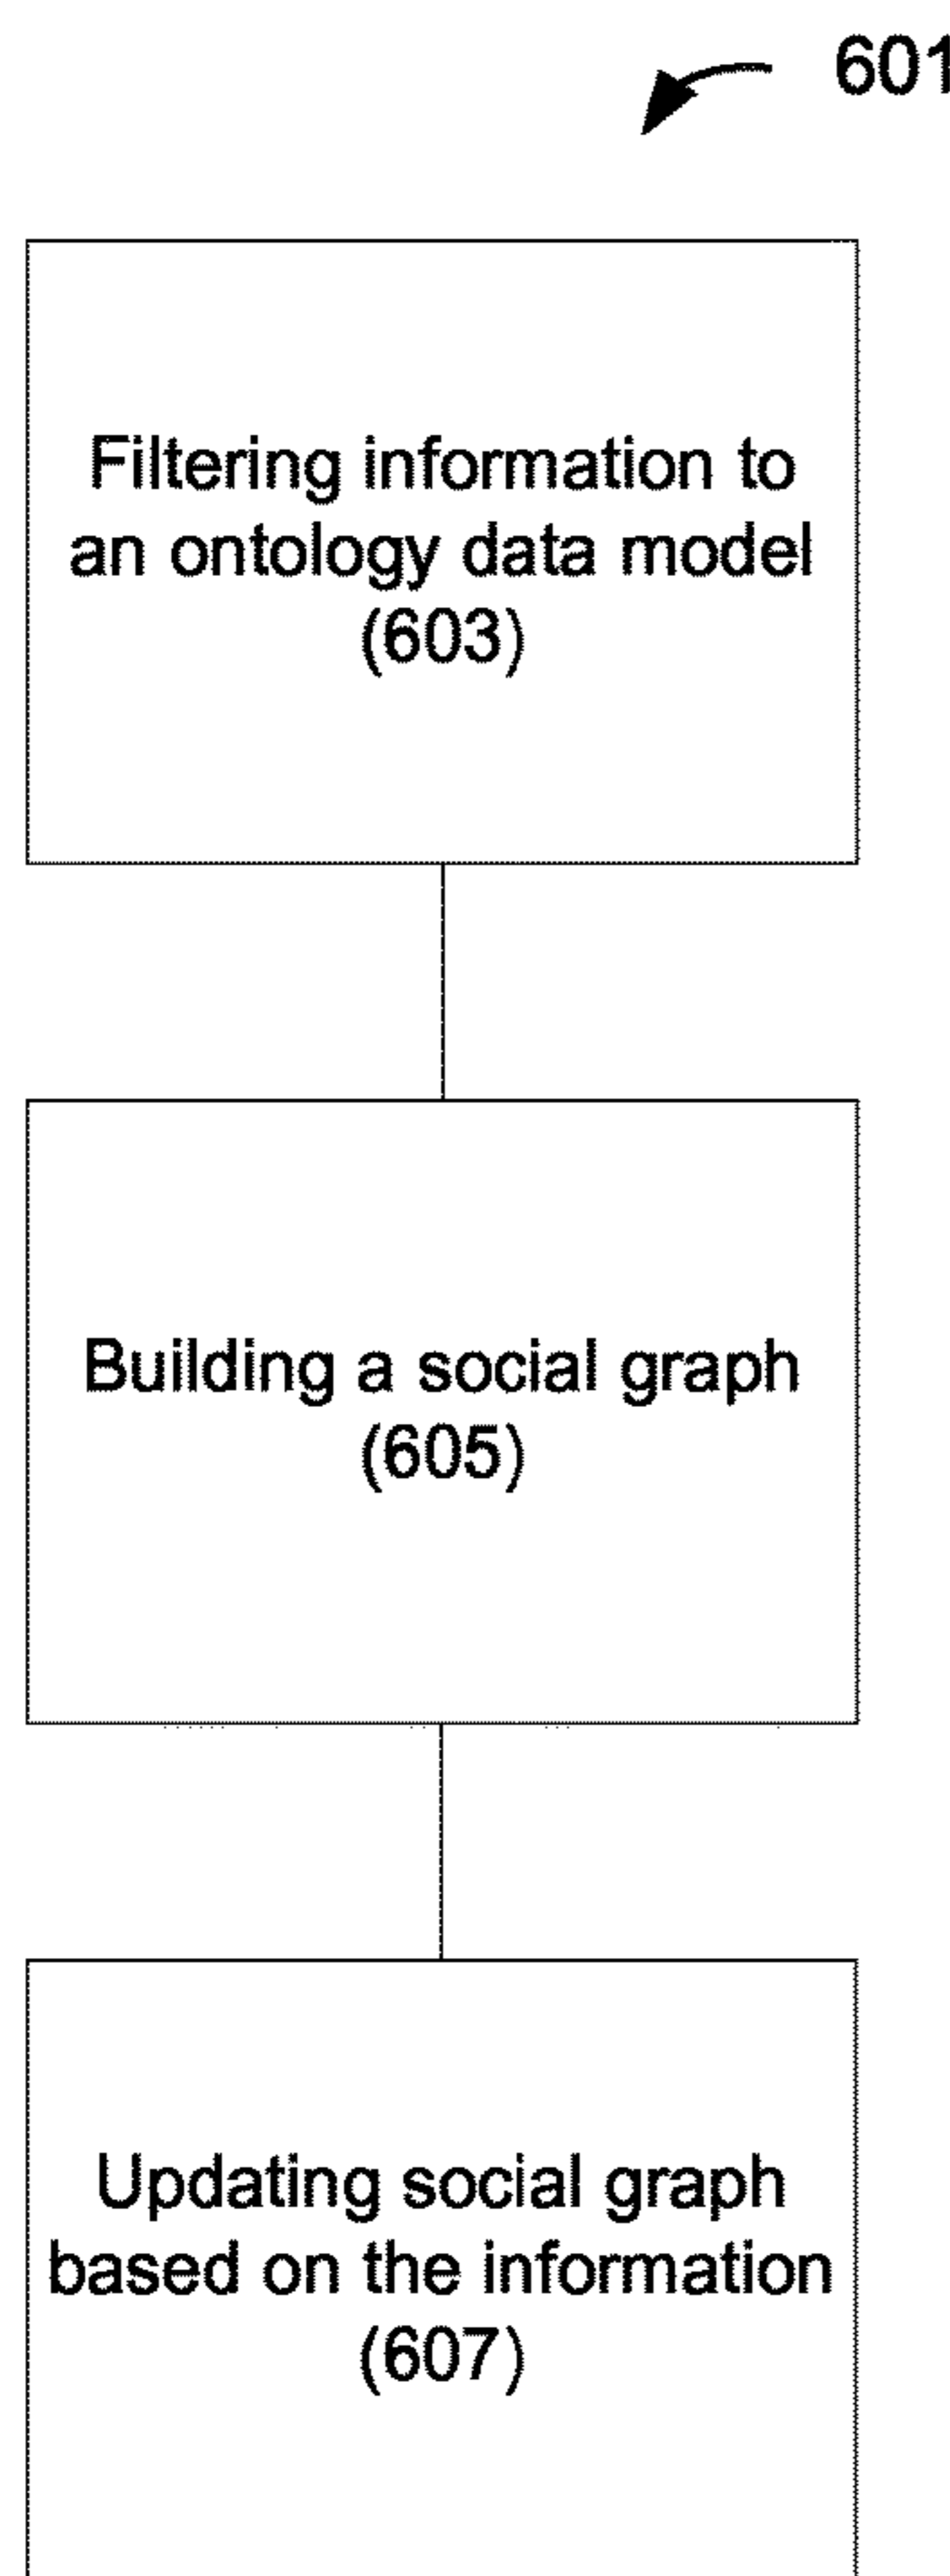 601
Filtering information to
an ontology data model
(603)
Building a social graph
(605)
Updating social graph
based on the information
(607)